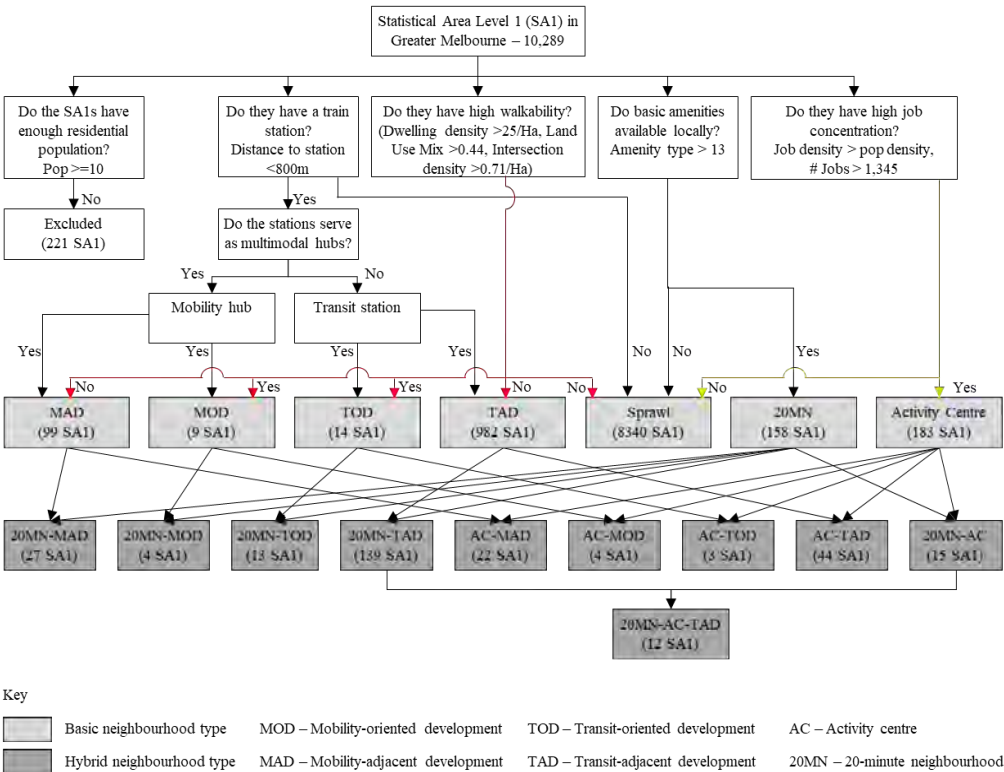 Statistical Area Level 1 (SA1) in
Greater Melbourne – 10,289
Do the SA1s have
enough residential
population?
Pop >=10
Do they have a train
station?
Distance to station
<800m
Do they have high walkability?
(Dwelling density >25/Ha, Land
Use Mix >0.44, Intersection
density >0.71/Ha)
Do basic amenities
available locally?
Amenity type > 13
Do they have high job
concentration?
Job density > pop density,
# Jobs > 1,345
No
Yes
Excluded
(221 SA1)
Do the stations serve
as multimodal hubs?
Yes
No
Mobility hub
Transit station
Yes
Yes
Yes
Yes
No
No
Yes
No
Yes
Yes
No
No
No
Yes
MAD
(99 SA1)
MOD
(9 SA1)
TOD
(14 SA1)
TAD
(982 SA1)
Sprawl
(8340 SA1)
20MN
(158 SA1)
Activity Centre
(183 SA1)
20MN-MAD
(27 SA1)
20MN-MOD
(4 SA1)
20MN-TOD
(13 SA1)
20MN-TAD
(139 SA1)
AC-MAD
(22 SA1)
AC-MOD
(4 SA1)
AC-TOD
(3 SA1)
AC-TAD
(44 SA1)
20MN-AC
(15 SA1)
20MN-AC-TAD
(12 SA1)
Key
Basic neighbourhood type
MOD – Mobility-oriented development
TOD – Transit-oriented development
AC – Activity centre
Hybrid neighbourhood type
MAD – Mobility-adjacent development
TAD – Transit-adjacent development
20MN – 20-minute neighbourhood